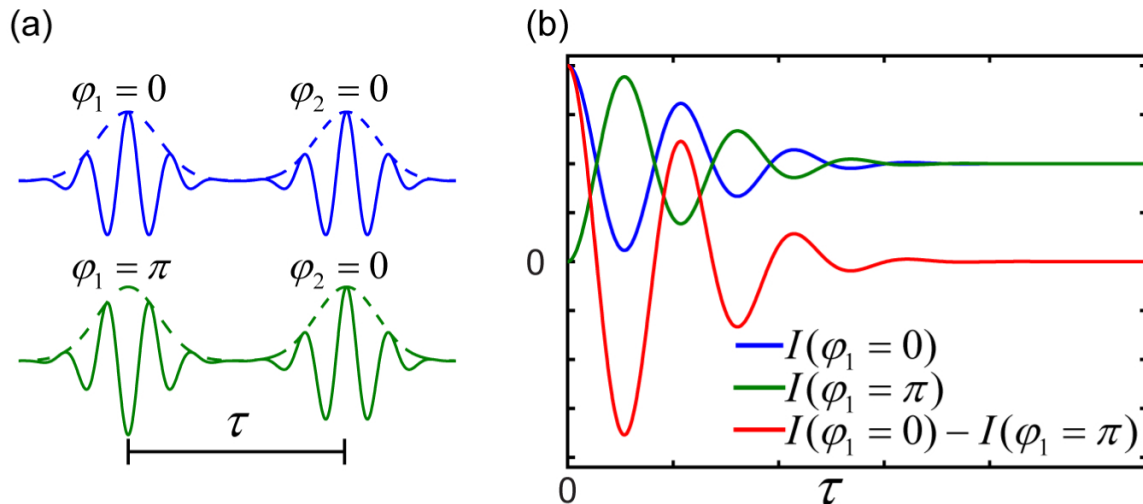 (a)
φ₁ = 0 φ₂ = 0
φ₁ = π φ₂ = 0
τ
(b)
0
I(φ₁ = 0)
I(φ₁ = π)
I(φ₁ = 0) − I(φ₁ = π)
0 τ